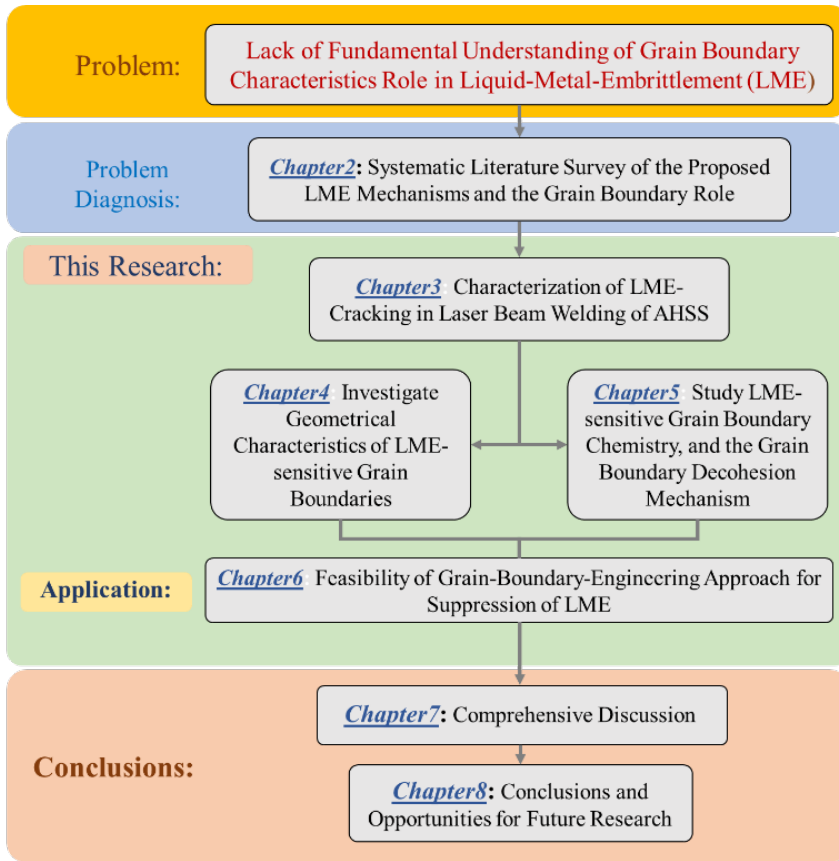 Problem:
Lack of Fundamental Understanding of Grain Boundary
Characteristics Role in Liquid-Metal-Embrittlement (LME)
Problem
Diagnosis:
Chapter2: Systematic Literature Survey of the Proposed
LME Mechanisms and the Grain Boundary Role
This Research:
Chapter3: Characterization of LME-
Cracking in Laser Beam Welding of AHSS
Chapter4: Investigate
Geometrical
Characteristics of LME-
sensitive Grain
Boundaries
Chapter5: Study LME-
sensitive Grain Boundary
Chemistry, and the Grain
Boundary Decohesion
Mechanism
Application:
Chapter6: Feasibility of Grain-Boundary-Engineering Approach for
Suppression of LME
Conclusions:
Chapter7: Comprehensive Discussion
Chapter8: Conclusions and
Opportunities for Future Research